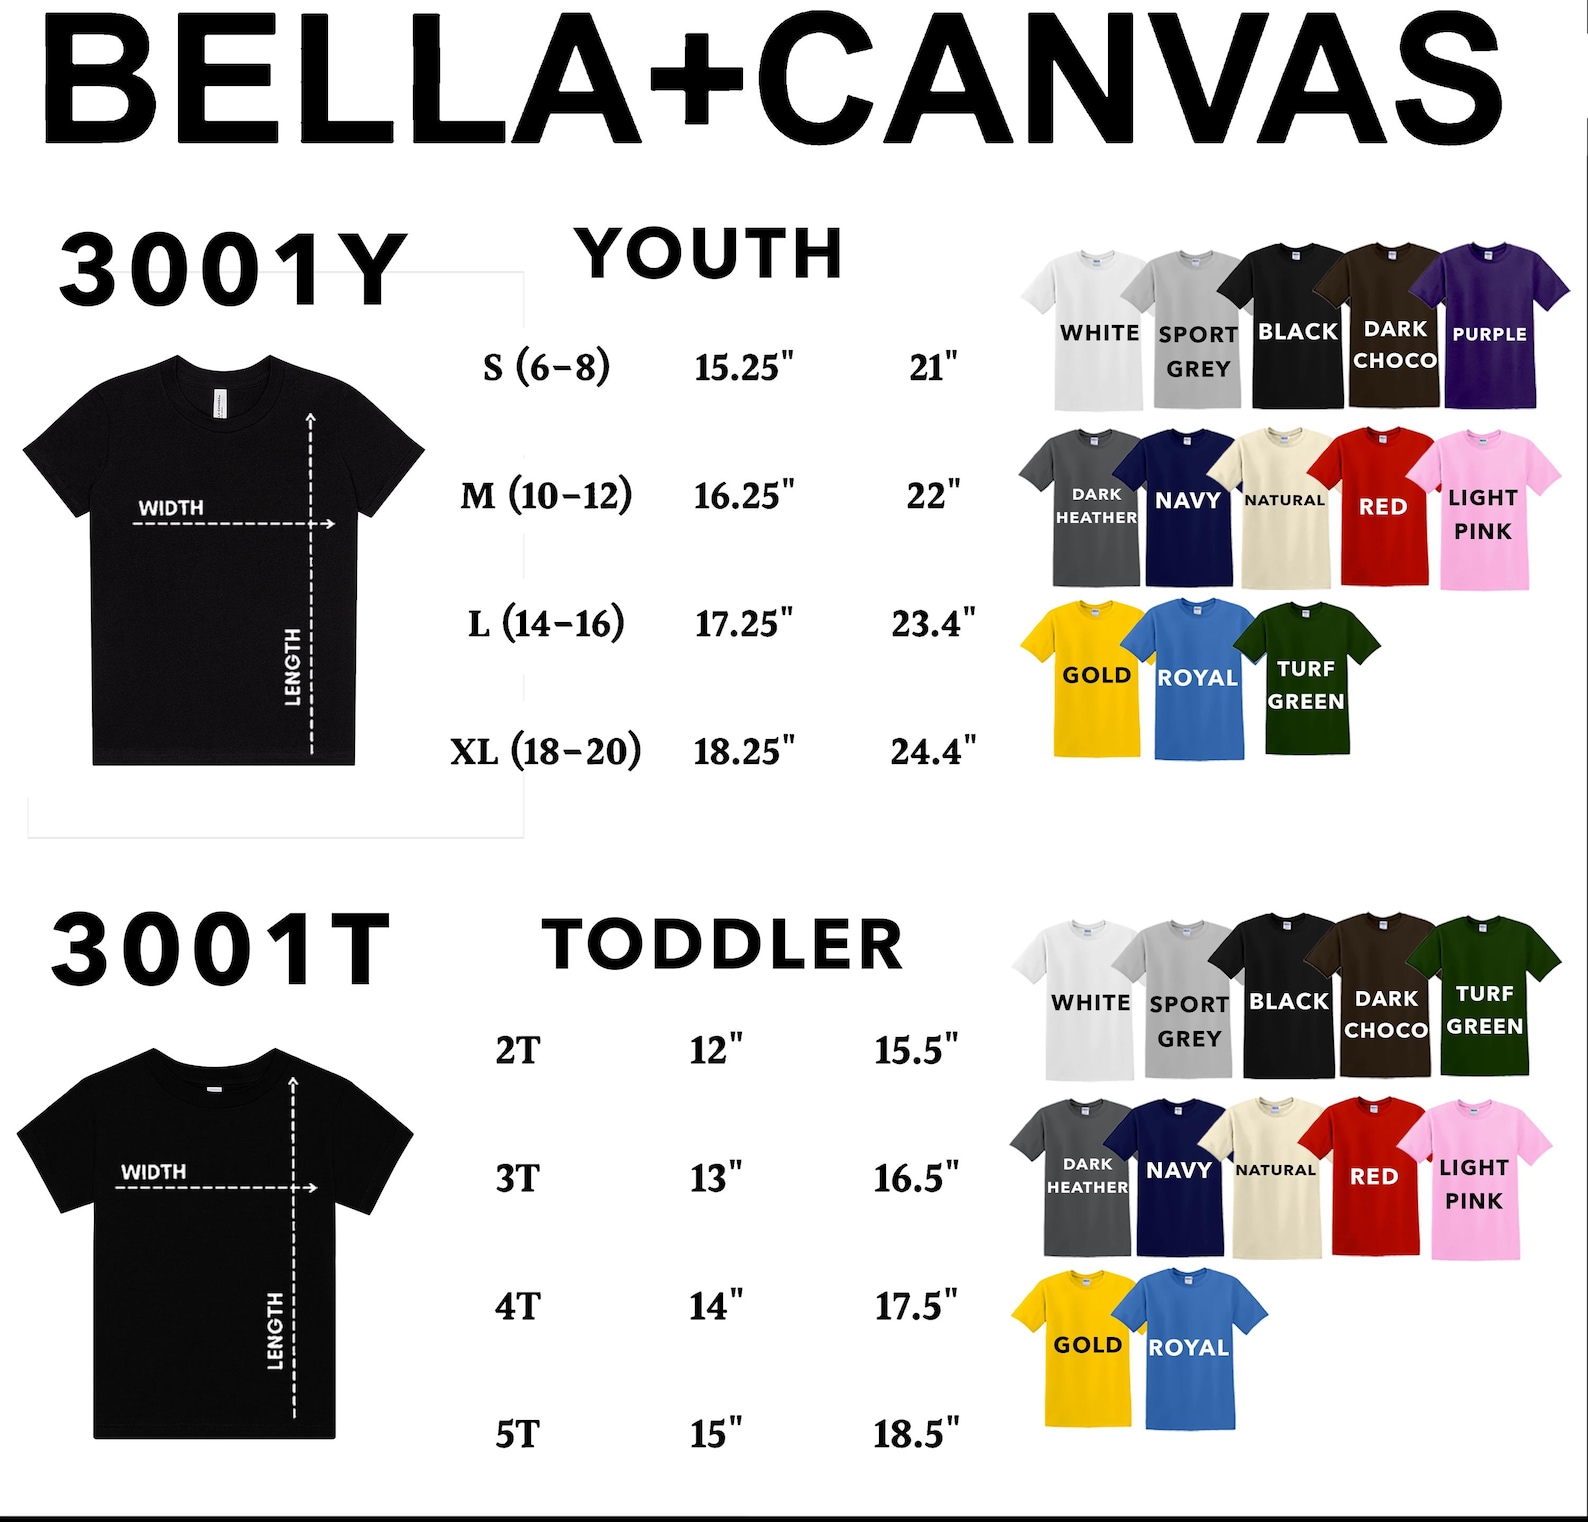 BELLA+CANVAS
3001Y
YOUTH
WIDTH
LENGTH
S (6–8) 15.25" 21"
M (10–12) 16.25" 22"
L (14–16) 17.25" 23.4"
XL (18–20) 18.25" 24.4"
WHITE
SPORT
GREY
BLACK
DARK
CHOCO
PURPLE
DARK
HEATHER
NAVY
NATURAL
RED
LIGHT
PINK
GOLD
ROYAL
TURF
GREEN
3001T
TODDLER
WIDTH
LENGTH
2T 12" 15.5"
3T 13" 16.5"
4T 14" 17.5"
5T 15" 18.5"
WHITE
SPORT
GREY
BLACK
DARK
CHOCO
TURF
GREEN
DARK
HEATHER
NAVY
NATURAL
RED
LIGHT
PINK
GOLD
ROYAL